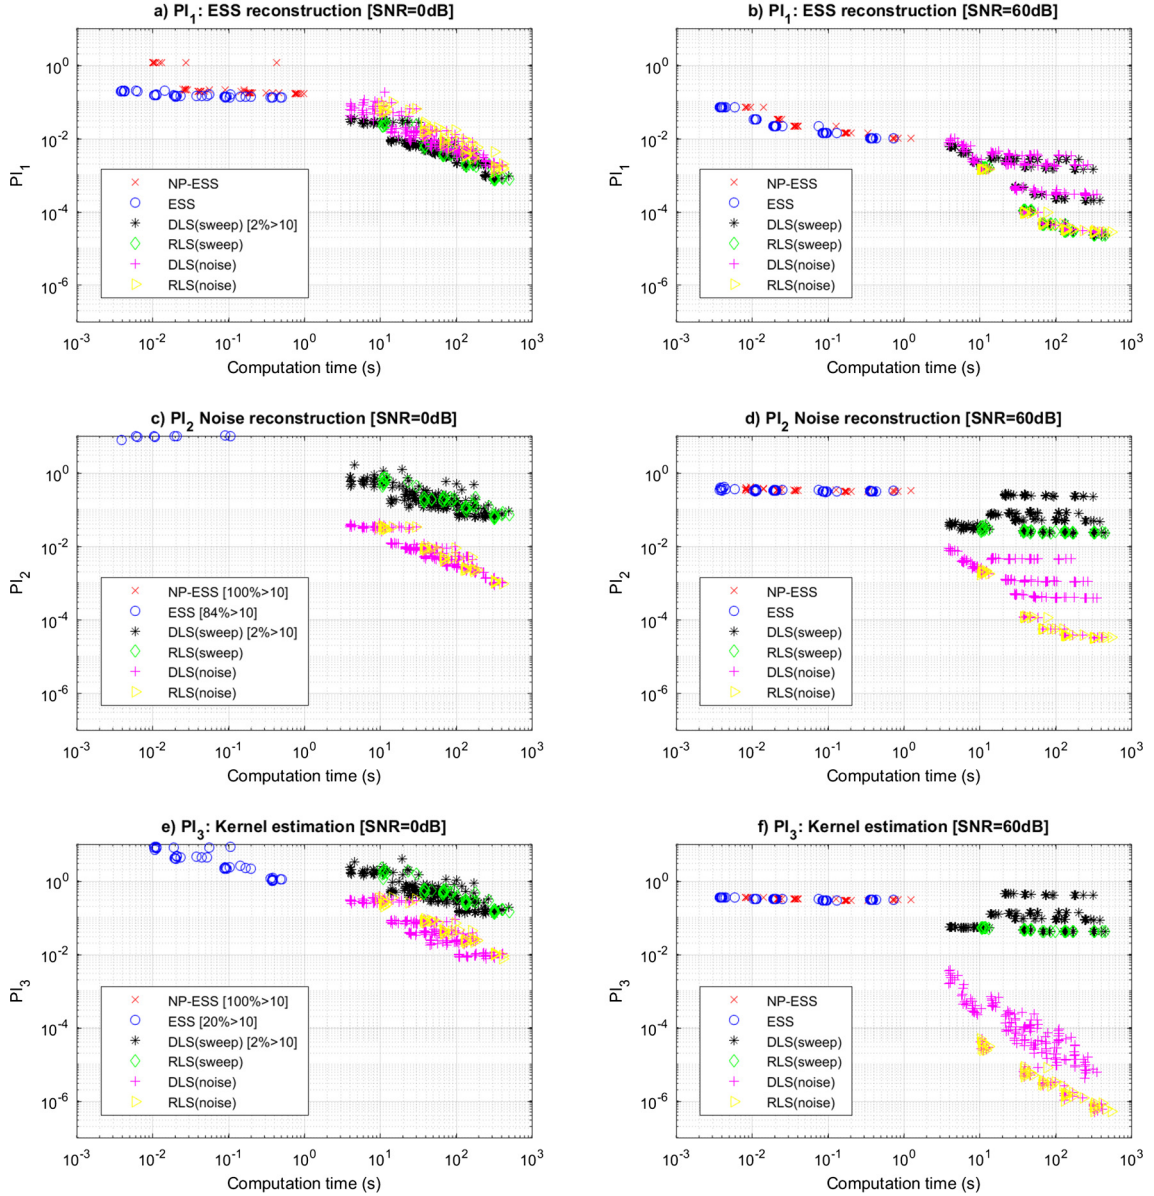 a) PI1: ESS reconstruction [SNR=0dB]
10^0
10^-2
10^-4
10^-6
PI1
NP-ESS
ESS
DLS(sweep) [2%>10]
RLS(sweep)
DLS(noise)
RLS(noise)
10^-3 10^-2 10^-1 10^0 10^1 10^2 10^3
Computation time (s)
b) PI1: ESS reconstruction [SNR=60dB]
10^0
10^-2
10^-4
10^-6
PI1
NP-ESS
ESS
DLS(sweep) [2%>10]
RLS(sweep)
DLS(noise)
RLS(noise)
10^-3 10^-2 10^-1 10^0 10^1 10^2 10^3
Computation time (s)
c) PI2 Noise reconstruction [SNR=0dB]
10^0
10^-2
10^-4
10^-6
PI2
NP-ESS [100%>10]
ESS [84%>10]
DLS(sweep) [2%>10]
RLS(sweep)
DLS(noise)
RLS(noise)
10^-3 10^-2 10^-1 10^0 10^1 10^2 10^3
Computation time (s)
d) PI2 Noise reconstruction [SNR=60dB]
10^0
10^-2
10^-4
10^-6
PI2
NP-ESS
ESS
DLS(sweep)
RLS(sweep)
DLS(noise)
RLS(noise)
10^-3 10^-2 10^-1 10^0 10^1 10^2 10^3
Computation time (s)
e) PI3: Kernel estimation [SNR=0dB]
10^0
10^-2
10^-4
10^-6
PI3
NP-ESS [100%>10]
ESS [20%>10]
DLS(sweep) [2%>10]
RLS(sweep)
DLS(noise)
RLS(noise)
10^-3 10^-2 10^-1 10^0 10^1 10^2 10^3
Computation time (s)
f) PI3: Kernel estimation [SNR=60dB]
10^0
10^-2
10^-4
10^-6
PI3
NP-ESS
ESS
DLS(sweep)
RLS(sweep)
DLS(noise)
RLS(noise)
10^-3 10^-2 10^-1 10^0 10^1 10^2 10^3
Computation time (s)